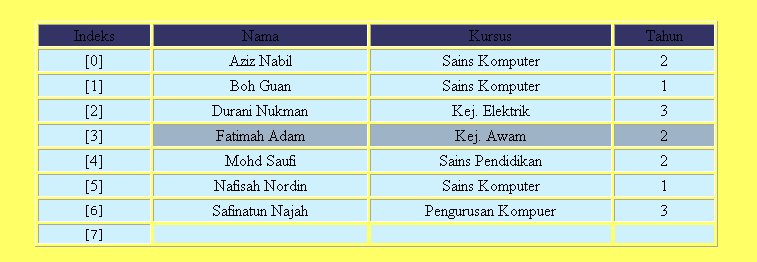 Indeks Nama Kursus Tahun
[0] Aziz Nabil Sains Komputer 2
[1] Boh Guan Sains Komputer 1
[2] Durani Nukman Kej. Elektrik 3
[3] Fatimah Adam Kej. Awam 2
[4] Mohd Saufi Sains Pendidikan 2
[5] Nafisah Nordin Sains Komputer 1
[6] Safinatun Najah Pengurusan Kompuer 3
[7]